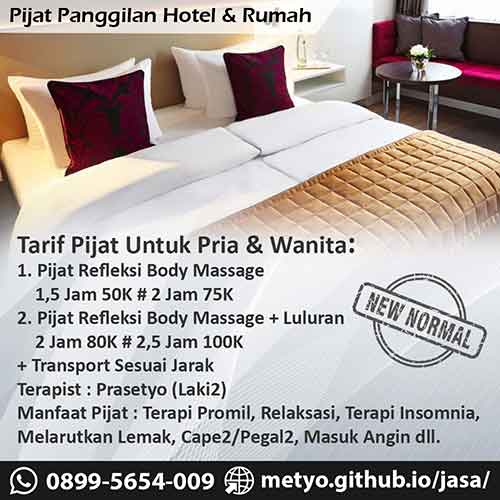 Pijat Panggilan Hotel & Rumah
Tarif Pijat Untuk Pria & Wanita:
1. Pijat Refleksi Body Massage
1,5 Jam 50K # 2 Jam 75K
2. Pijat Refleksi Body Massage + Luluran
2 Jam 80K # 2,5 Jam 100K
+ Transport Sesuai Jarak
Terapist : Prasetyo (Laki2)
Manfaat Pijat : Terapi Promil, Relaksasi, Terapi Insomnia,
Melarutkan Lemak, Cape2/Pegal2, Masuk Angin dll.
NEW NORMAL
0899-5654-009 metyo.github.io/jasa/